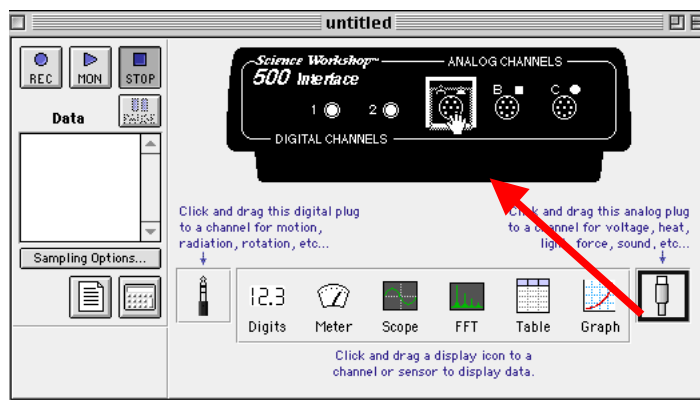 untitled
REC MON STOP
PAUSE
Data
Sampling Options...
Science Workshop™
500 Interface
ANALOG CHANNELS
1 2 A B C
DIGITAL CHANNELS
Click and drag this digital plug
to a channel for motion,
radiation, rotation, etc...
Click and drag this analog plug
to a channel for voltage, heat,
light, force, sound, etc...
12.3
Digits Meter Scope FFT Table Graph
Click and drag a display icon to a
channel or sensor to display data.